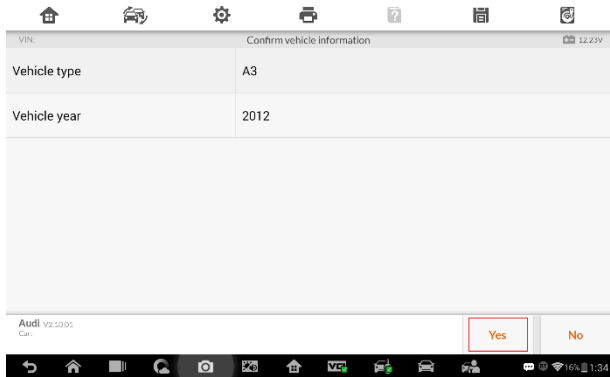 VIN: Confirm vehicle information 12.23V
Vehicle type A3
Vehicle year 2012
Audi V2.10.01
Car:
Yes No
VCI 16% 1:34